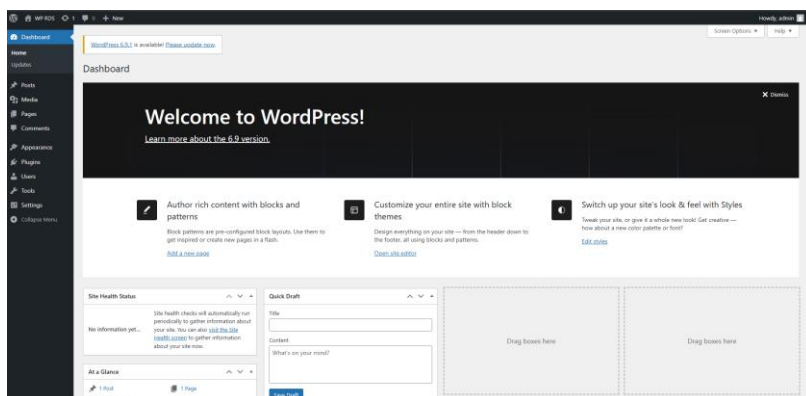 WP RDS 1 0 + New
Howdy, admin
Screen Options ▼ Help ▼
Dashboard
Home
Updates
Posts
Media
Pages
Comments
Appearance
Plugins
Users
Tools
Settings
Collapse Menu
WordPress 6.9.1 is available! Please update now.
Dashboard
Dismiss
Welcome to WordPress!
Learn more about the 6.9 version.
Author rich content with blocks and
patterns
Block patterns are pre-configured block layouts. Use them to
get inspired or create new pages in a flash.
Add a new page
Customize your entire site with block
themes
Design everything on your site — from the header down to
the footer, all using blocks and patterns.
Open site editor
Switch up your site's look & feel with Styles
Tweak your site, or give it a whole new look! Get creative —
how about a new color palette or font?
Edit styles
Site Health Status
No information yet...
Site health checks will automatically run
periodically to gather information about
your site. You can also visit the Site
Health screen to gather information
about your site now.
At a Glance
1 Post
1 Page
Quick Draft
Title
Content
What's on your mind?
Save Draft
Drag boxes here
Drag boxes here